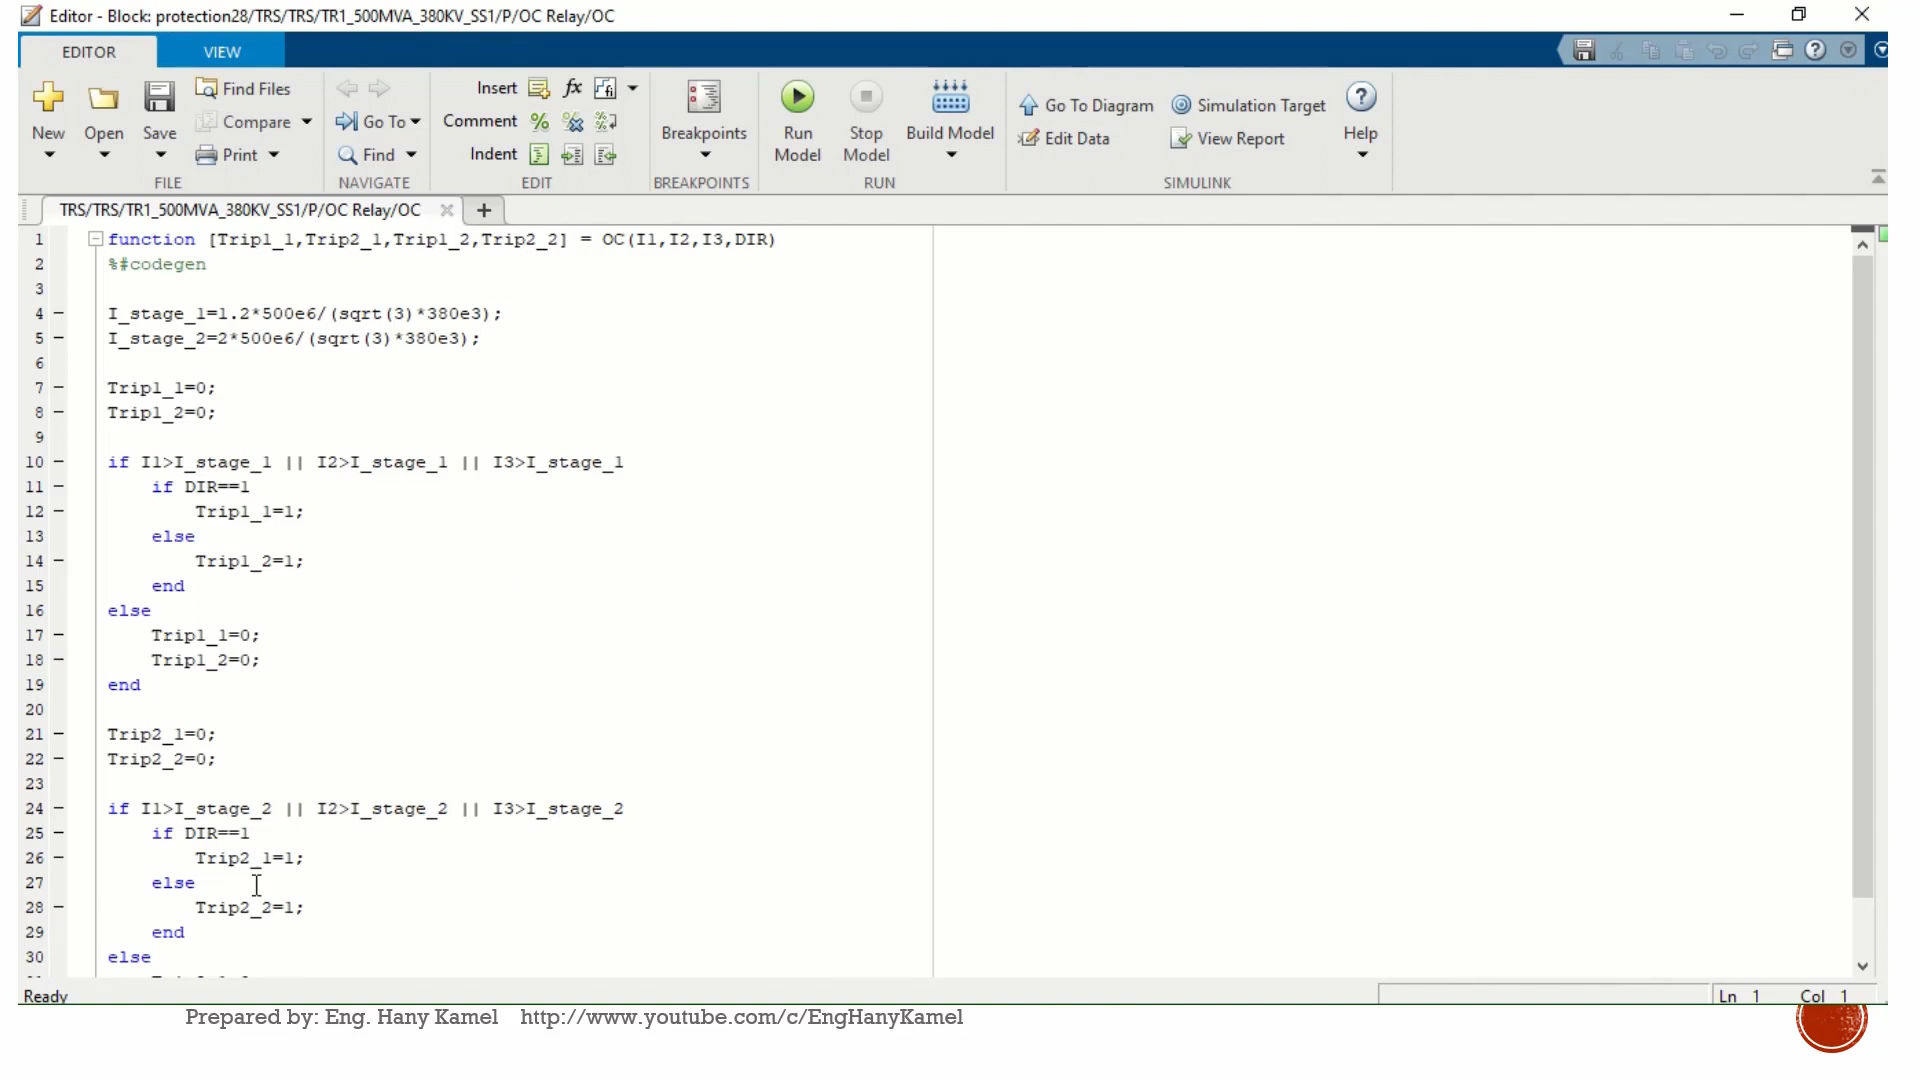 Editor - Block: protection28/TRS/TRS/TR1_500MVA_380KV_SS1/P/OC Relay/OC
EDITOR VIEW
New Open Save Find Files Compare Print FILE
Go To Find NAVIGATE
Insert fx Comment Indent EDIT
Breakpoints BREAKPOINTS
Run Model Stop Model Build Model RUN
Go To Diagram Simulation Target Edit Data View Report Help SIMULINK
TRS/TRS/TR1_500MVA_380KV_SS1/P/OC Relay/OC
1 function [Trip1_1,Trip2_1,Trip1_2,Trip2_2] = OC(I1,I2,I3,DIR)
2 %#codegen
3
4 I_stage_1=1.2*500e6/(sqrt(3)*380e3);
5 I_stage_2=2*500e6/(sqrt(3)*380e3);
6
7 Trip1_1=0;
8 Trip1_2=0;
9
10 if I1>I_stage_1 || I2>I_stage_1 || I3>I_stage_1
11 if DIR==1
12 Trip1_1=1;
13 else
14 Trip1_2=1;
15 end
16 else
17 Trip1_1=0;
18 Trip1_2=0;
19 end
20
21 Trip2_1=0;
22 Trip2_2=0;
23
24 if I1>I_stage_2 || I2>I_stage_2 || I3>I_stage_2
25 if DIR==1
26 Trip2_1=1;
27 else
28 Trip2_2=1;
29 end
30 else
Ready Ln 1 Col 1
Prepared by: Eng. Hany Kamel http://www.youtube.com/c/EngHanyKamel